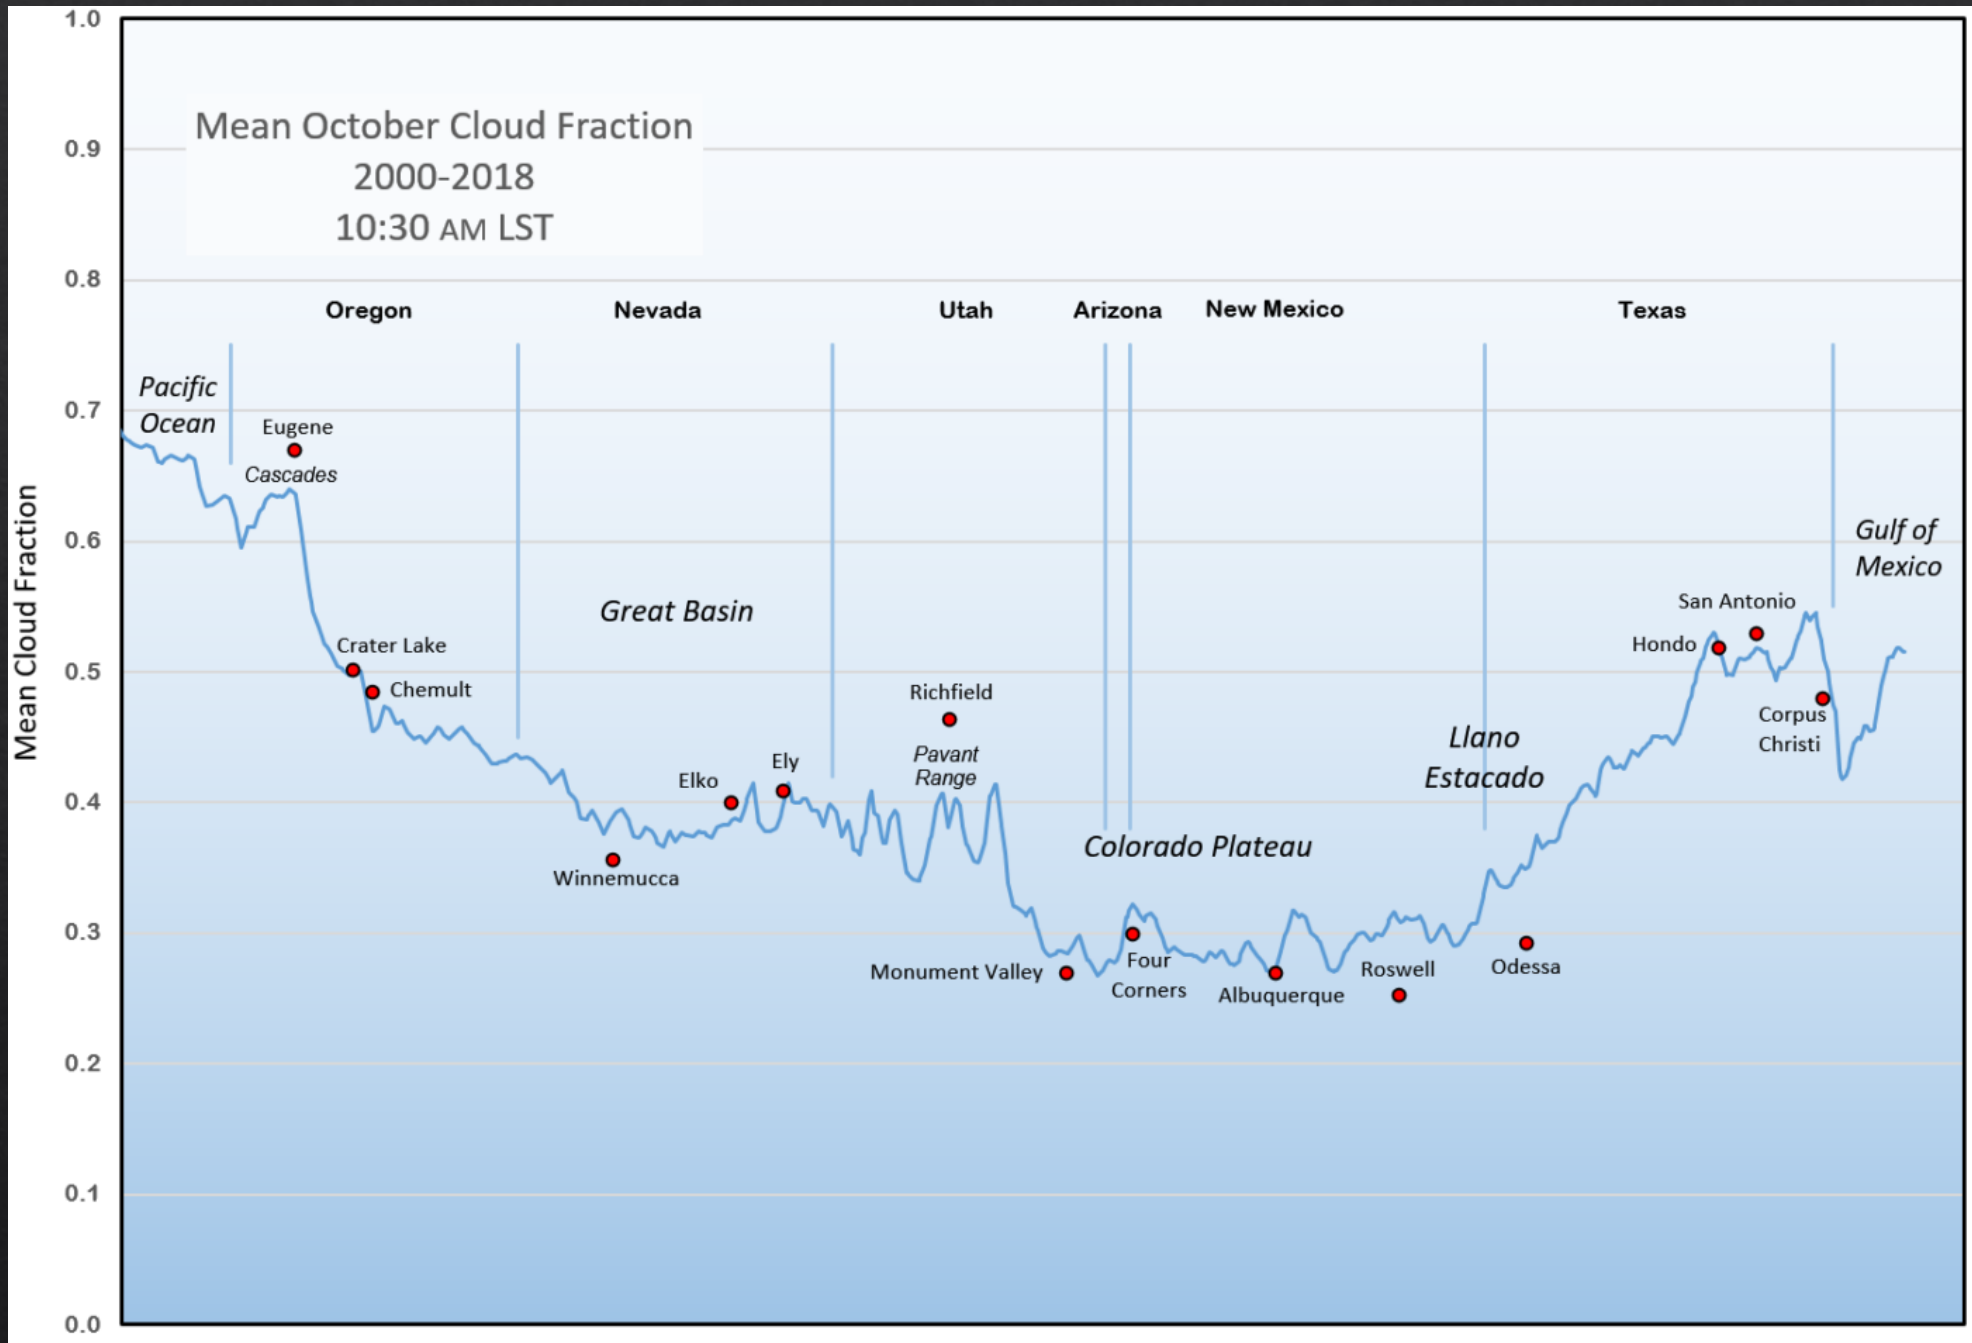 Mean October Cloud Fraction
2000-2018
10:30 AM LST
Mean Cloud Fraction
1.0
0.9
0.8
0.7
0.6
0.5
0.4
0.3
0.2
0.1
0.0
Oregon
Nevada
Utah
Arizona
New Mexico
Texas
Pacific
Ocean
Eugene
Cascades
Crater Lake
Chemult
Great Basin
Winnemucca
Elko
Ely
Richfield
Pavant
Range
Monument Valley
Colorado Plateau
Four
Corners
Albuquerque
Roswell
Llano
Estacado
Odessa
Hondo
San Antonio
Corpus
Christi
Gulf of
Mexico